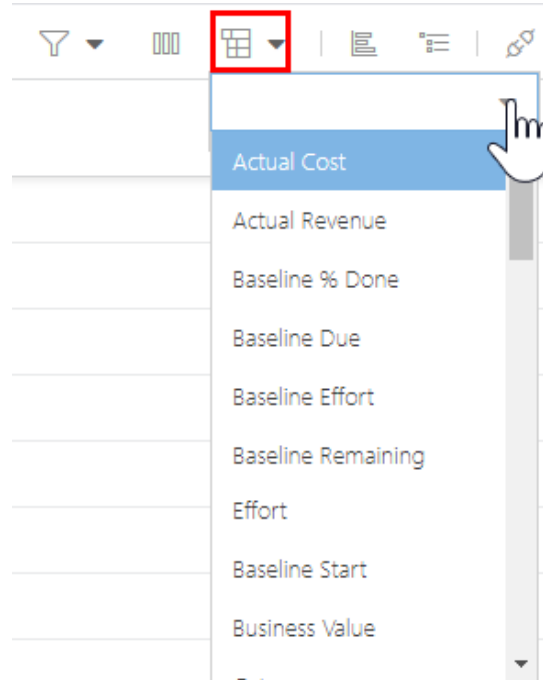 Actual Cost
Actual Revenue
Baseline % Done
Baseline Due
Baseline Effort
Baseline Remaining
Effort
Baseline Start
Business Value